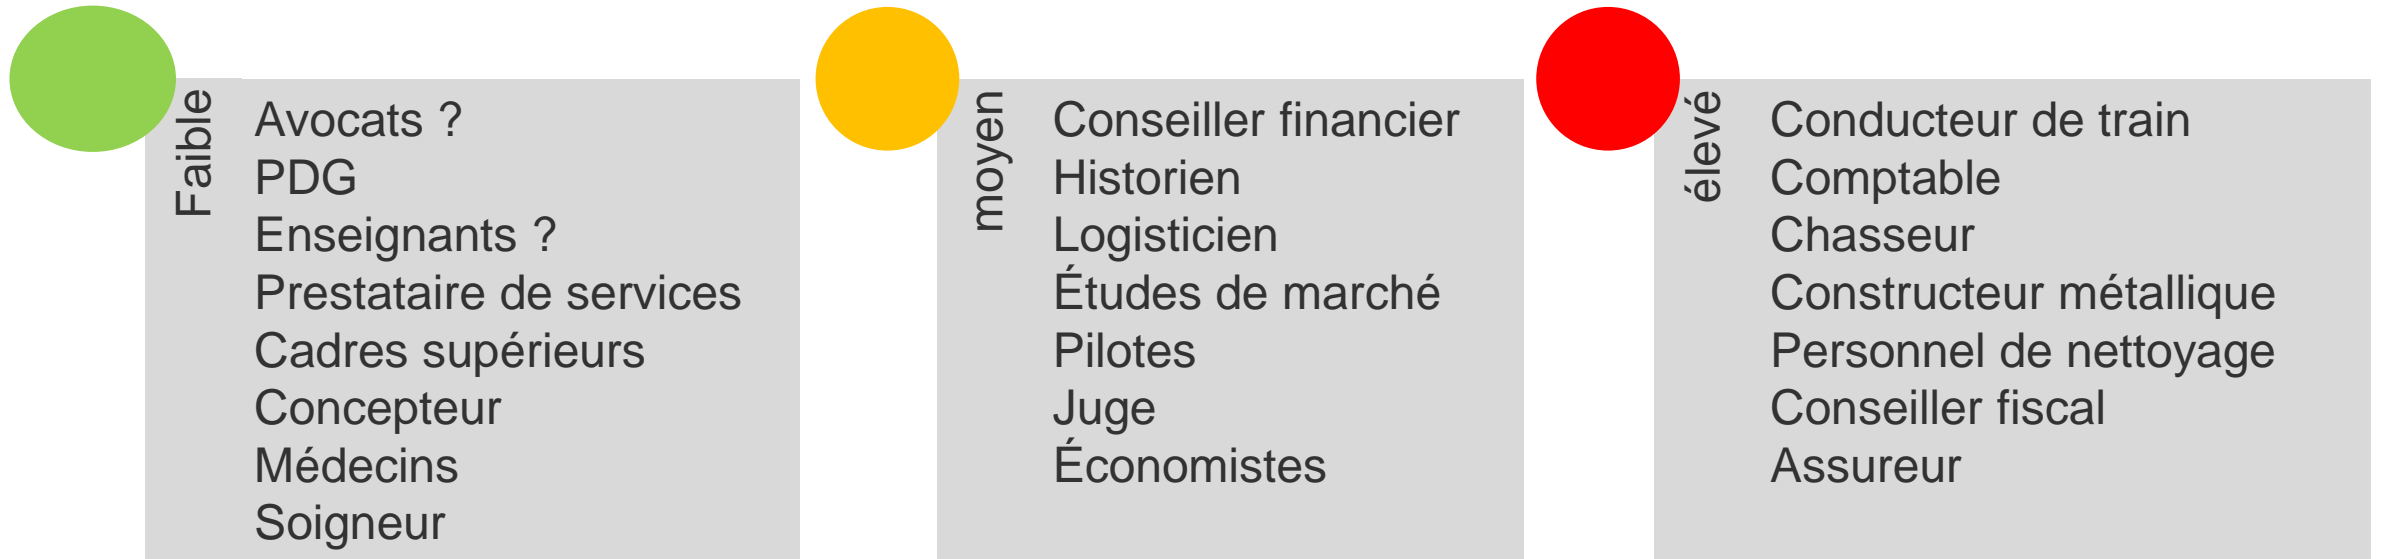 Faible
Avocats ?
PDG
Enseignants ?
Prestataire de services
Cadres supérieurs
Concepteur
Médecins
Soigneur
moyen
Conseiller financier
Historien
Logisticien
Études de marché
Pilotes
Juge
Économistes
élevé
Conducteur de train
Comptable
Chasseur
Constructeur métallique
Personnel de nettoyage
Conseiller fiscal
Assureur